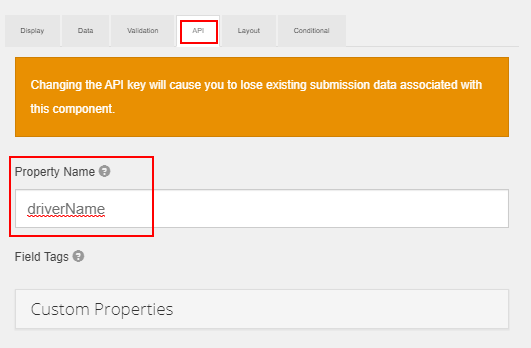 Display Data Validation API Layout Conditional
Changing the API key will cause you to lose existing submission data associated with
this component.
Property Name ?
driverName
Field Tags ?
Custom Properties